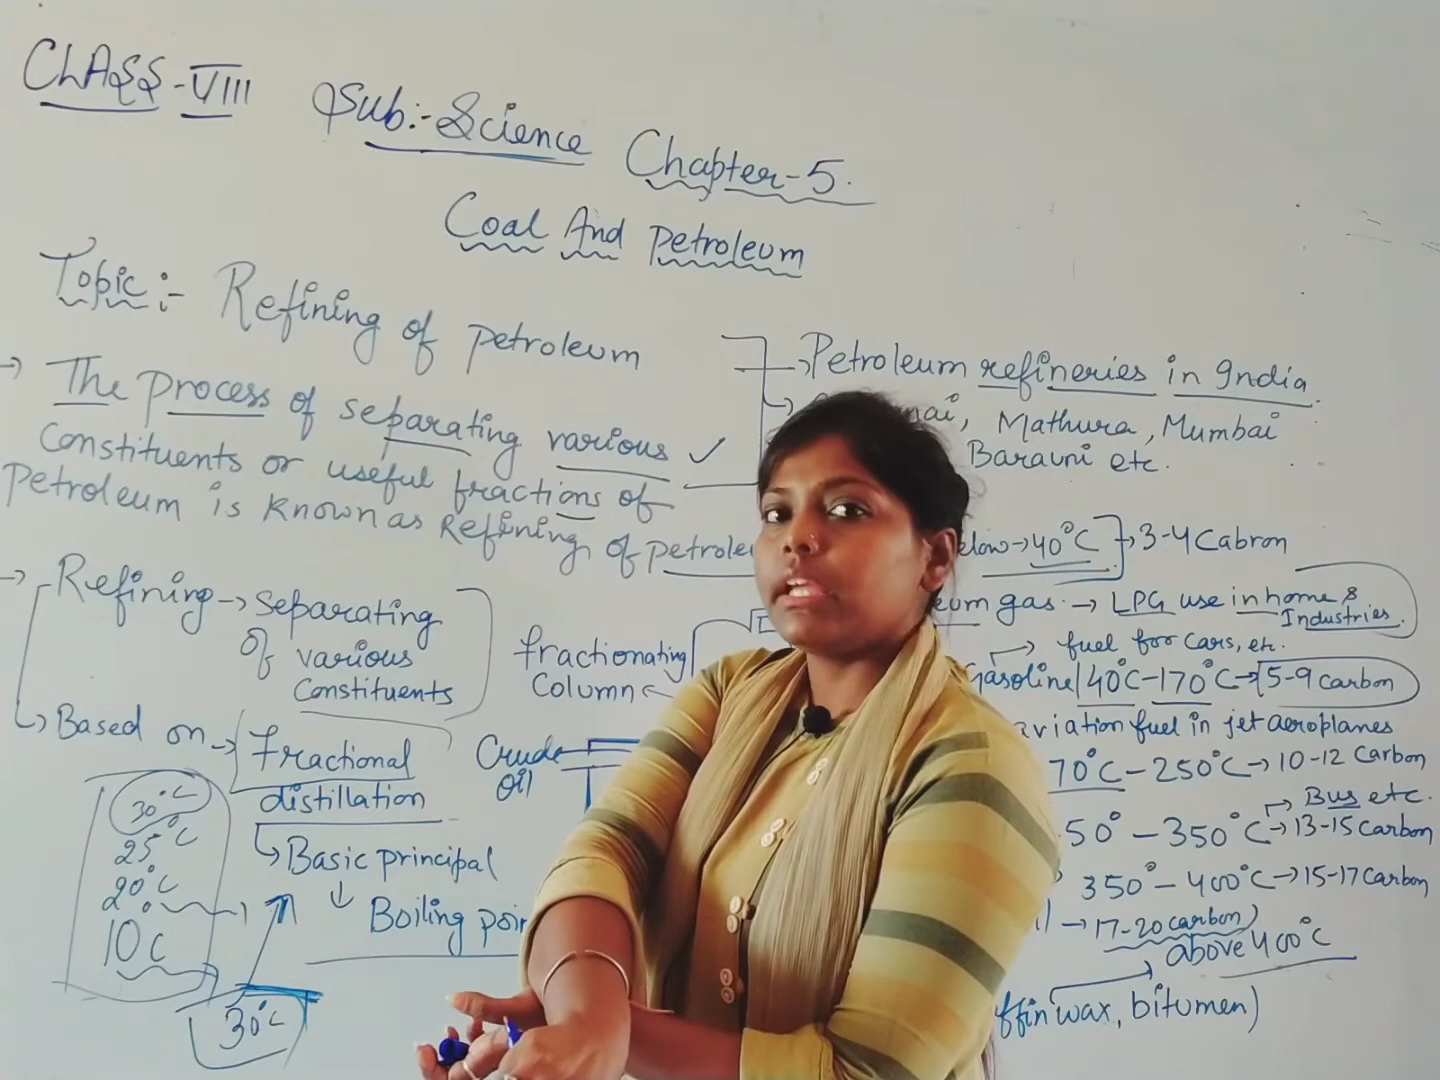 CLASS-VIII
Sub:-Science
Chapter-5.
Coal And Petroleum
Topic:- Refining of petroleum
The process of separating various
Constituents or useful fractions of
Petroleum is known as Refining of
Refining → separating
of various
Constituents
Based on → fractional
distillation
Basic principal
Boiling
30°C
25°C
20°C
10°C
30°C
fractionating
Column
Crude
oil
Petroleum refineries in India
Mathura, Mumbai
Barauni etc.
→ 40°C → 3-4 Cabron
gas. → LPG use in home &
Industries.
→ fuel for cars, etc.
Gasoline 40°C-170°C → 5-9 carbon
aviation fuel in jet aeroplanes
70°C - 250°C → 10-12 Carbon
→ Bus etc.
50° - 350°C → 13-15 Carbon
350° - 400°C → 15-17 Carbon
→ 17-20 carbon)
above 400°C
wax, bitumen)